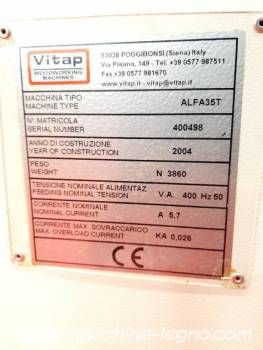 Vitap
WOODWORKING
MACHINES
53036 POGGIBONSI (Siena) Italy
Via Pisana, 149 - Tel. +39 0577 987511
Fax +39 0577 981670
www.vitap.it - vitap@vitap.it
MACCHINA TIPO
MACHINE TYPE
ALFA35T
N° MATRICOLA
SERIAL NUMBER
400498
ANNO DI COSTRUZIONE
YEAR OF CONSTRUCTION
2004
PESO
WEIGHT
N 3860
TENSIONE NOMINALE ALIMENTAZ.
FEEDING NOMINAL TENSION
V.A. 400 Hz 50
CORRENTE NOMINALE
NOMINAL CURRENT
A 5,7
CORRENTE MAX. SOVRACCARICO
MAX. OVERLOAD CURRENT
KA 0,026
CE
macchine-legno.com